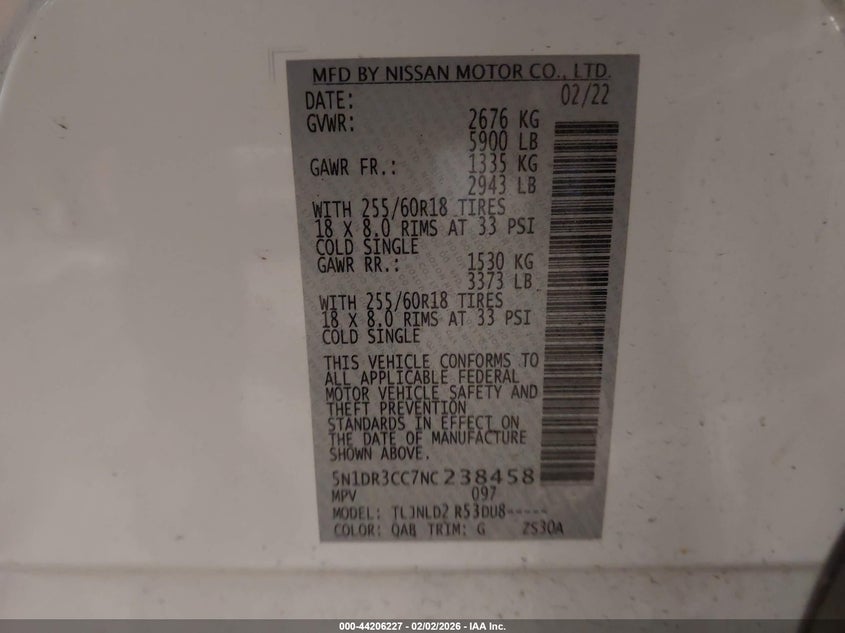 MFD BY NISSAN MOTOR CO., LTD.
DATE: 02/22
GVWR: 2676 KG
5900 LB
GAWR FR.: 1335 KG
2943 LB
WITH 255/60R18 TIRES
18 X 8.0 RIMS AT 33 PSI
COLD SINGLE
GAWR RR.: 1530 KG
3373 LB
WITH 255/60R18 TIRES
18 X 8.0 RIMS AT 33 PSI
COLD SINGLE
THIS VEHICLE CONFORMS TO
ALL APPLICABLE FEDERAL
MOTOR VEHICLE SAFETY AND
THEFT PREVENTION
STANDARDS IN EFFECT ON
THE DATE OF MANUFACTURE
SHOWN ABOVE.
5N1DR3CC7NC238458
MPV 097
MODEL: R53DU8-----
COLOR: QAB TRIM: G ZS30A
000-44206227 - 02/02/2026 - IAA Inc.